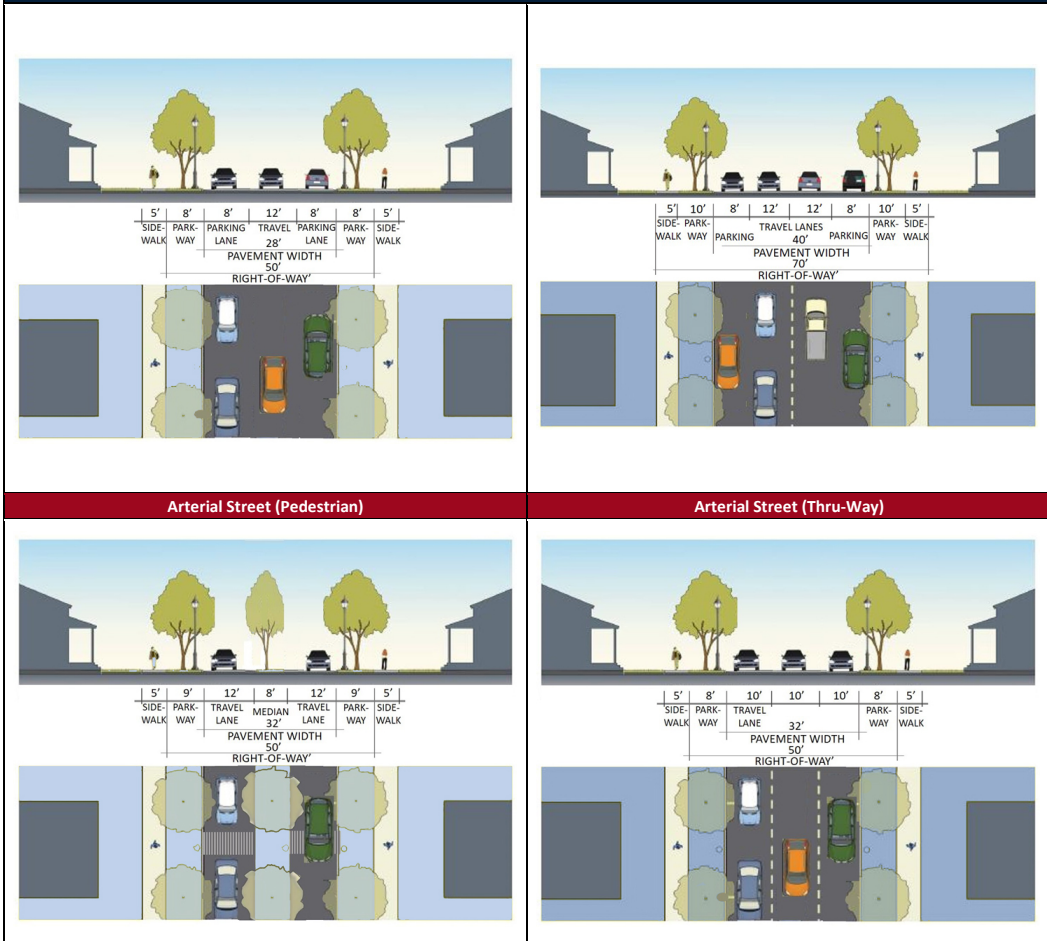 5' 8' 8' 12' 8' 8' 5'
SIDE- PARK- PARKING TRAVEL PARKING PARK- SIDE-
WALK WAY LANE LANE WAY WALK
28'
PAVEMENT WIDTH
50'
RIGHT-OF-WAY'
5' 10' 8' 12' 12' 8' 10' 5'
SIDE- PARK- TRAVEL LANES PARK- SIDE-
WALK WAY PARKING PARKING WAY WALK
40'
PAVEMENT WIDTH
70'
RIGHT-OF-WAY'
Arterial Street (Pedestrian)
Arterial Street (Thru-Way)
5' 9' 12' 8' 12' 9' 5'
SIDE- PARK- TRAVEL MEDIAN TRAVEL PARK- SIDE-
WALK WAY LANE LANE WAY WALK
32'
PAVEMENT WIDTH
50'
RIGHT-OF-WAY'
5' 8' 10' 10' 10' 8' 5'
SIDE- PARK- TRAVEL PARK- SIDE-
WALK WAY LANE WAY WALK
32'
PAVEMENT WIDTH
50'
RIGHT-OF-WAY'